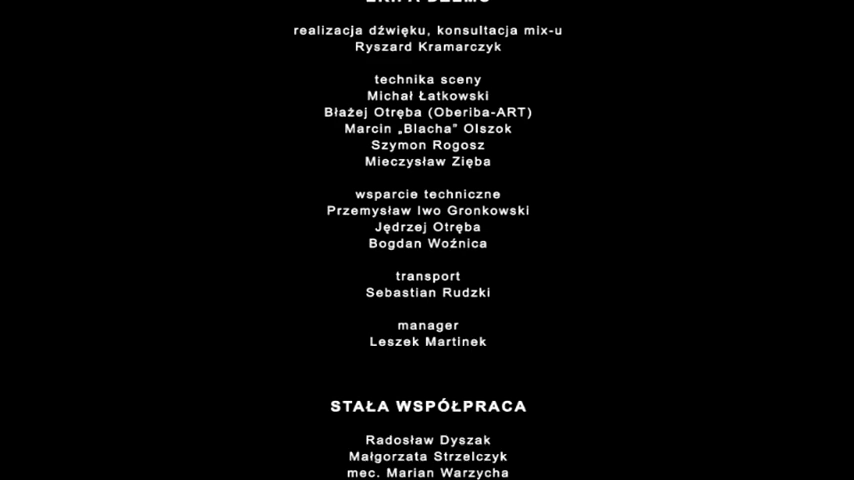 realizacja dźwięku, konsultacja mix-u
Ryszard Kramarczyk
technika sceny
Michał Łatkowski
Błażej Otręba (Oberiba-ART)
Marcin „Blacha” Olszok
Szymon Rogosz
Mieczysław Zięba
wsparcie techniczne
Przemysław Iwo Gronkowski
Jędrzej Otręba
Bogdan Woźnica
transport
Sebastian Rudzki
manager
Leszek Martinek
STAŁA WSPÓŁPRACA
Radosław Dyszak
Małgorzata Strzelczyk
mec. Marian Warzycha